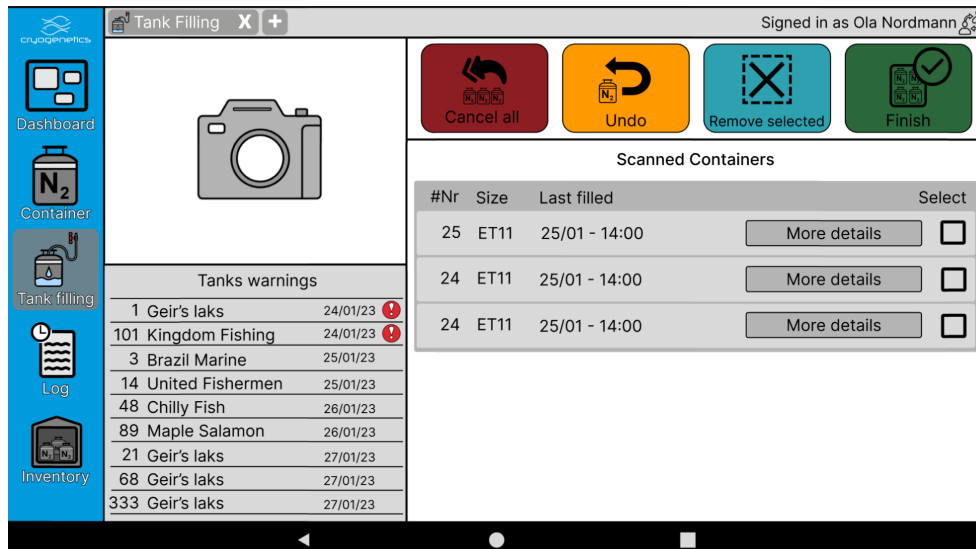 cryogenetics
Tank Filling X +
Signed in as Ola Nordmann
Dashboard
N2
Container
Tank filling
Log
N2 N2
Inventory
Tanks warnings
1 Geir's laks 24/01/23 !
101 Kingdom Fishing 24/01/23 !
3 Brazil Marine 25/01/23
14 United Fishermen 25/01/23
48 Chilly Fish 26/01/23
89 Maple Salamon 26/01/23
21 Geir's laks 27/01/23
68 Geir's laks 27/01/23
333 Geir's laks 27/01/23
N2 N2 N2
Cancel all
N2
Undo
Remove selected
N2 N2
N2 N2
Finish
Scanned Containers
#Nr Size Last filled Select
25 ET11 25/01 - 14:00 More details
24 ET11 25/01 - 14:00 More details
24 ET11 25/01 - 14:00 More details